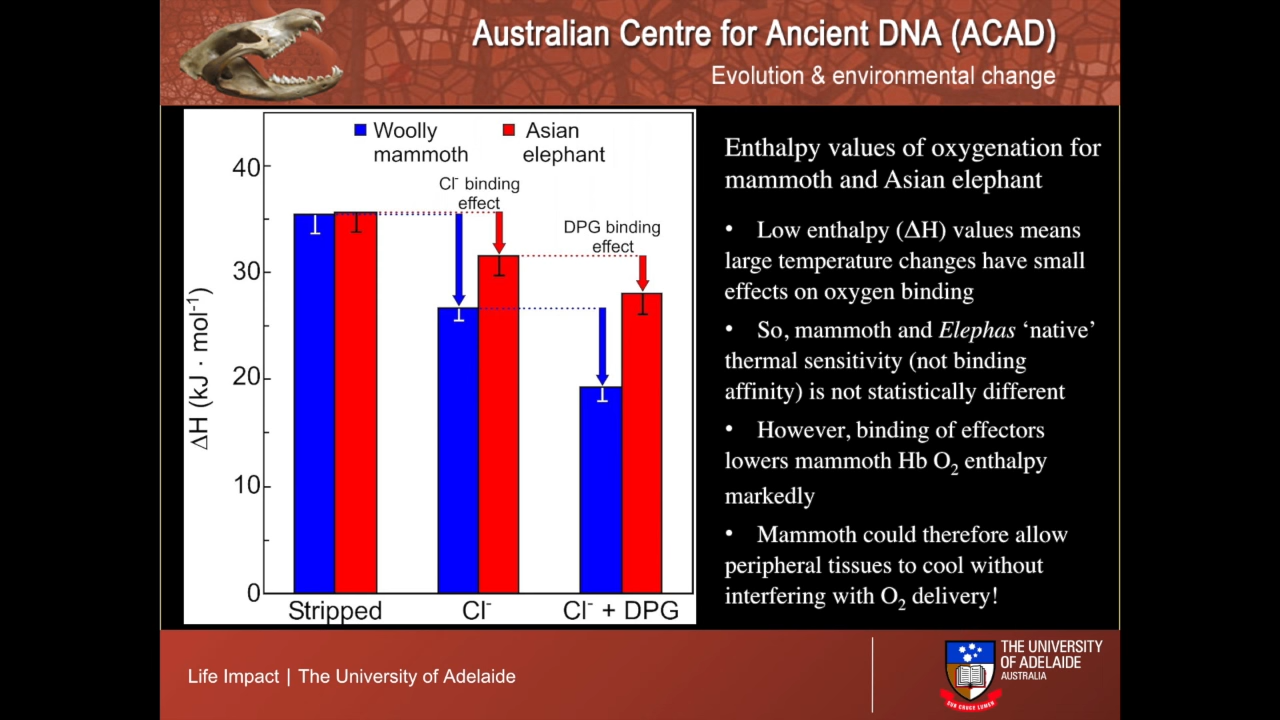 Australian Centre for Ancient DNA (ACAD)
Evolution & environmental change
Woolly mammoth
Asian elephant
Cl⁻ binding effect
DPG binding effect
ΔH (kJ · mol⁻¹)
40
30
20
10
0
Stripped
Cl⁻
Cl⁻ + DPG
Enthalpy values of oxygenation for
mammoth and Asian elephant
• Low enthalpy (ΔH) values means
large temperature changes have small
effects on oxygen binding
• So, mammoth and Elephas ‘native’
thermal sensitivity (not binding
affinity) is not statistically different
• However, binding of effectors
lowers mammoth Hb O₂ enthalpy
markedly
• Mammoth could therefore allow
peripheral tissues to cool without
interfering with O₂ delivery!
Life Impact | The University of Adelaide
THE UNIVERSITY
OF ADELAIDE
AUSTRALIA
SUB CRUCE LUMEN